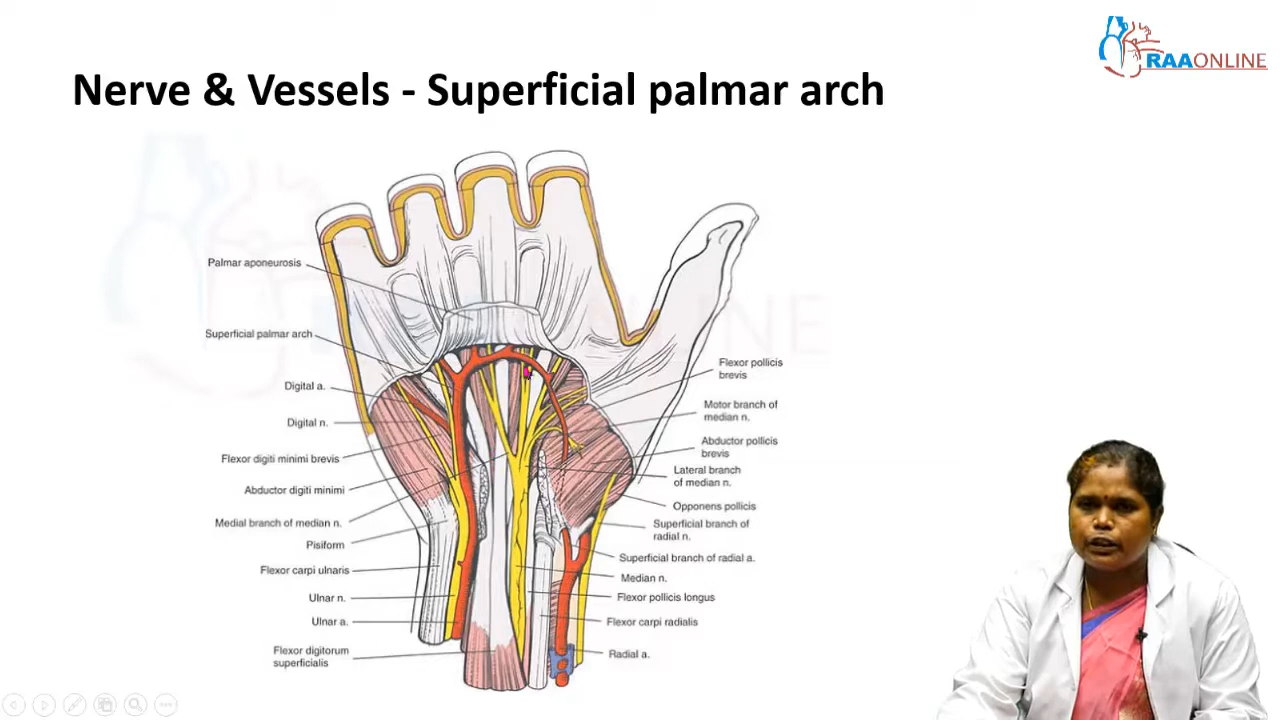 RAAONLINE
Nerve & Vessels - Superficial palmar arch
Palmar aponeurosis
Superficial palmar arch
Digital a.
Digital n.
Flexor digiti minimi brevis
Abductor digiti minimi
Medial branch of median n.
Pisiform
Flexor carpi ulnaris
Ulnar n.
Ulnar a.
Flexor digitorum
superficialis
Flexor pollicis
brevis
Motor branch of
median n.
Abductor pollicis
brevis
Lateral branch
of median n.
Opponens pollicis
Superficial branch of
radial n.
Superficial branch of radial a.
Median n.
Flexor pollicis longus
Flexor carpi radialis
Radial a.